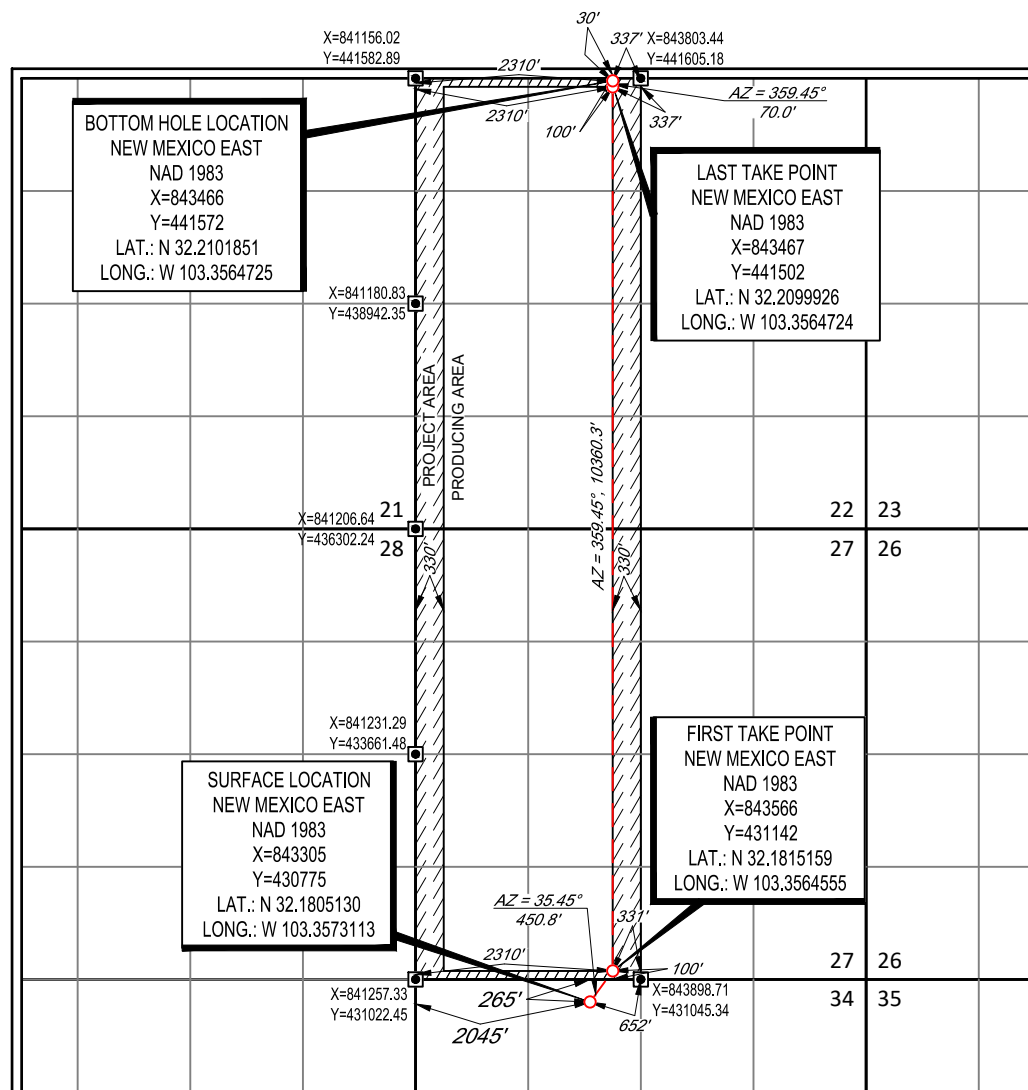 30'
X=841156.02
Y=441582.89
337'
X=843803.44
Y=441605.18
2310'
AZ = 359.45°
70.0'
2310'
100'
337'
BOTTOM HOLE LOCATION
NEW MEXICO EAST
NAD 1983
X=843466
Y=441572
LAT.: N 32.2101851
LONG.: W 103.3564725
LAST TAKE POINT
NEW MEXICO EAST
NAD 1983
X=843467
Y=441502
LAT.: N 32.2099926
LONG.: W 103.3564724
X=841180.83
Y=438942.35
PROJECT AREA
PRODUCING AREA
AZ = 359.45°, 10360.3'
21
22
23
X=841206.64
Y=436302.24
28
27
26
330'
330'
X=841231.29
Y=433661.48
SURFACE LOCATION
NEW MEXICO EAST
NAD 1983
X=843305
Y=430775
LAT.: N 32.1805130
LONG.: W 103.3573113
FIRST TAKE POINT
NEW MEXICO EAST
NAD 1983
X=843566
Y=431142
LAT.: N 32.1815159
LONG.: W 103.3564555
AZ = 35.45°
450.8'
331'
2310'
100'
27
26
X=841257.33
Y=431022.45
265'
X=843898.71
Y=431045.34
34
35
2045'
652'